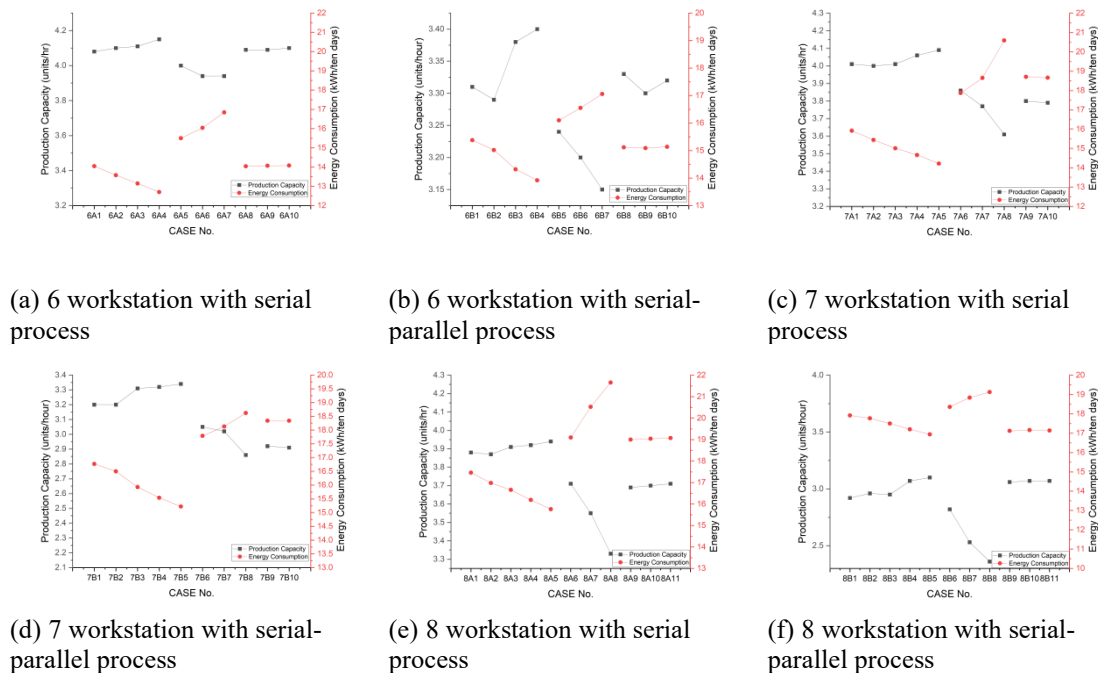 4.2
4.0
3.8
3.6
3.4
3.2
Production Capacity (units/hr)
22
21
20
19
18
17
16
15
14
13
12
Energy Consumption (kWh/ten days)
Production Capacity
Energy Consumption
6A1 6A2 6A3 6A4 6A5 6A6 6A7 6A8 6A9 6A10
CASE No.
3.40
3.35
3.30
3.25
3.20
3.15
Production Capacity (units/hour)
20
19
18
17
16
15
14
13
Energy Consumption (kWh/ten days)
Production Capacity
Energy Consumption
6B1 6B2 6B3 6B4 6B5 6B6 6B7 6B8 6B9 6B10
CASE No.
4.3
4.2
4.1
4.0
3.9
3.8
3.7
3.6
3.5
3.4
3.3
3.2
Production Capacity (units/hr)
22
21
20
19
18
17
16
15
14
13
12
Energy Consumption (kWh/ten days)
Production Capacity
Energy Consumption
7A1 7A2 7A3 7A4 7A5 7A6 7A7 7A8 7A9 7A10
CASE No.
(a) 6 workstation with serial
process
(b) 6 workstation with serial-
parallel process
(c) 7 workstation with serial
process
3.4
3.3
3.2
3.1
3.0
2.9
2.8
2.7
2.6
2.5
2.4
2.3
2.2
2.1
Production Capacity (units/hour)
20.0
19.5
19.0
18.5
18.0
17.5
17.0
16.5
16.0
15.5
15.0
14.5
14.0
13.5
13.0
Energy Consumption (kWh/ten days)
Production Capacity
Energy Consumption
7B1 7B2 7B3 7B4 7B5 7B6 7B7 7B8 7B9 7B10
CASE No.
4.3
4.2
4.1
4.0
3.9
3.8
3.7
3.6
3.5
3.4
3.3
Production Capacity (units/hr)
22
21
20
19
18
17
16
15
14
13
Energy Consumption (kWh/ten days)
Production Capacity
Energy Consumption
8A1 8A2 8A3 8A4 8A5 8A6 8A7 8A8 8A9 8A10 8A11
CASE No.
4.0
3.5
3.0
2.5
Production Capacity (units/hour)
20
19
18
17
16
15
14
13
12
11
10
Energy Consumption (kWh/ten days)
Production Capacity
Energy Consumption
8B1 8B2 8B3 8B4 8B5 8B6 8B7 8B8 8B9 8B10 8B11
CASE No.
(d) 7 workstation with serial-
parallel process
(e) 8 workstation with serial
process
(f) 8 workstation with serial-
parallel process